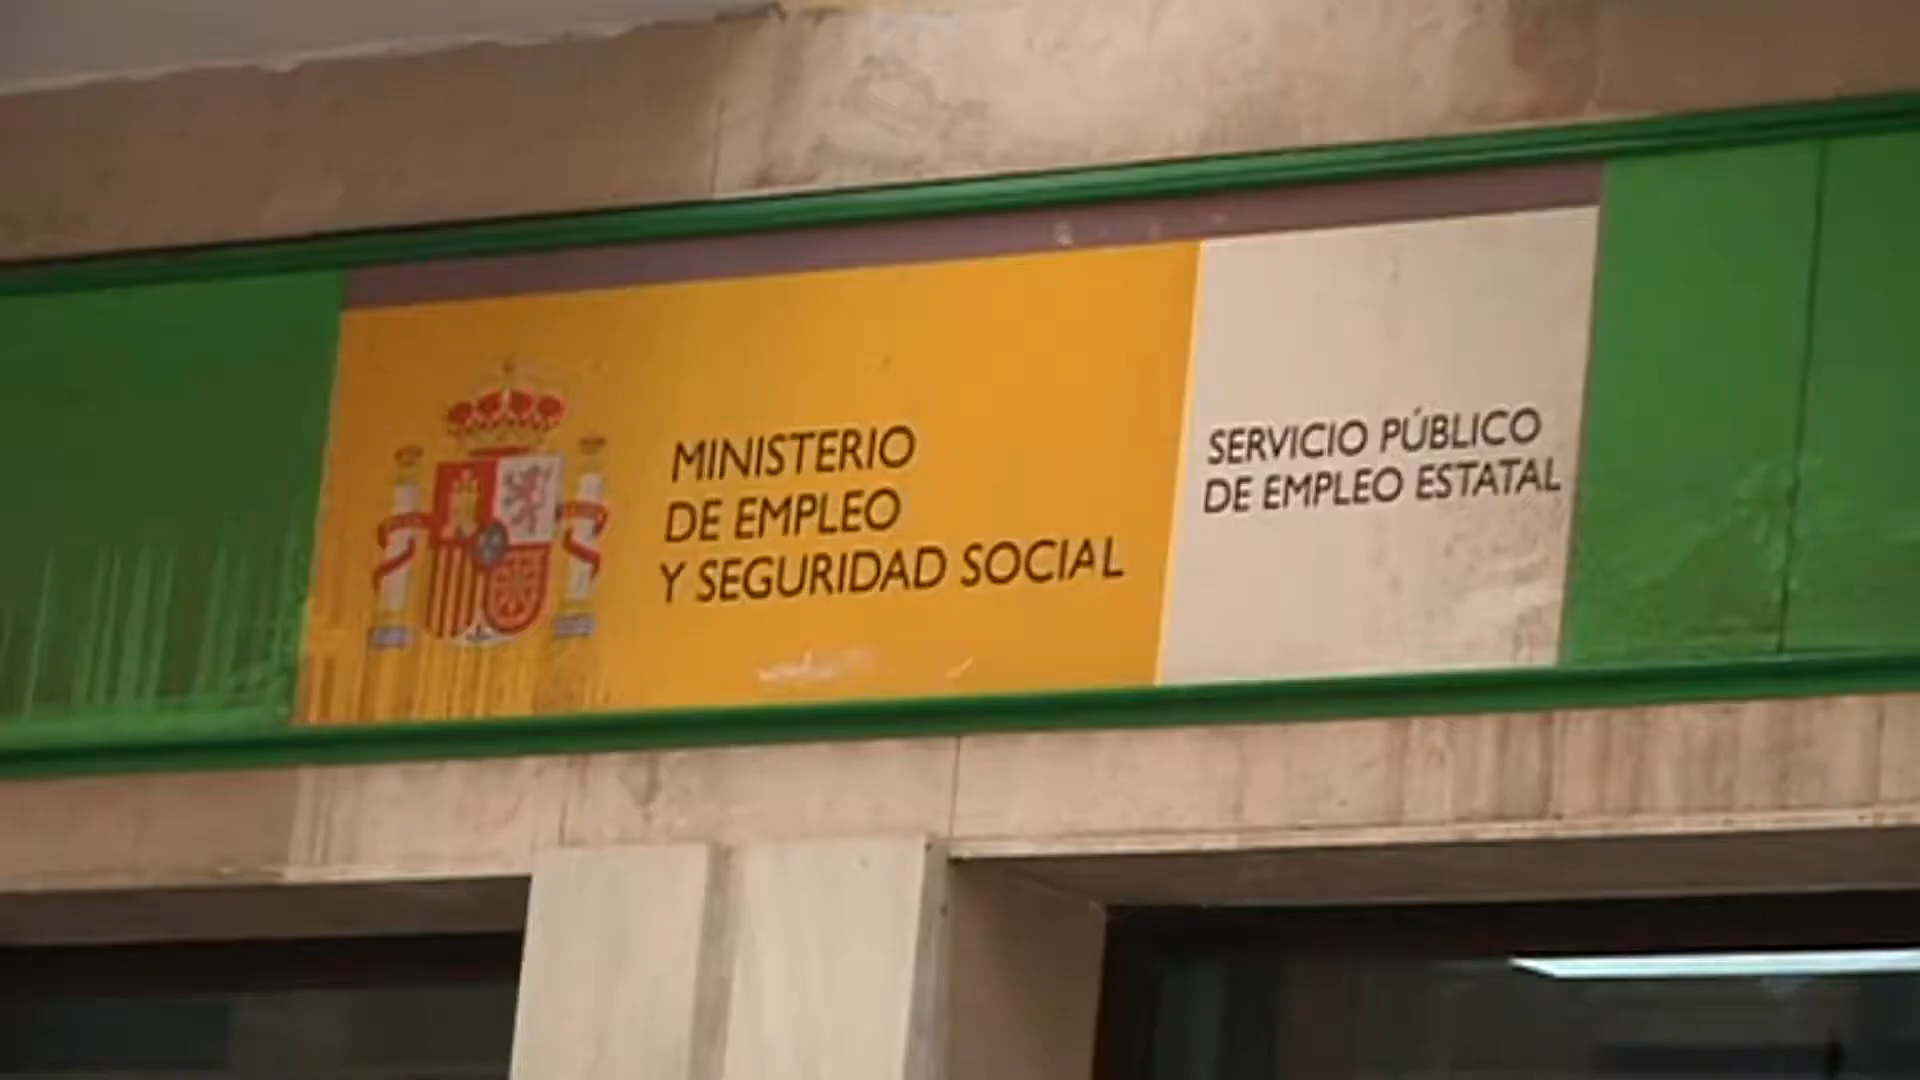 MINISTERIO
DE EMPLEO
Y SEGURIDAD SOCIAL
SERVICIO PÚBLICO
DE EMPLEO ESTATAL